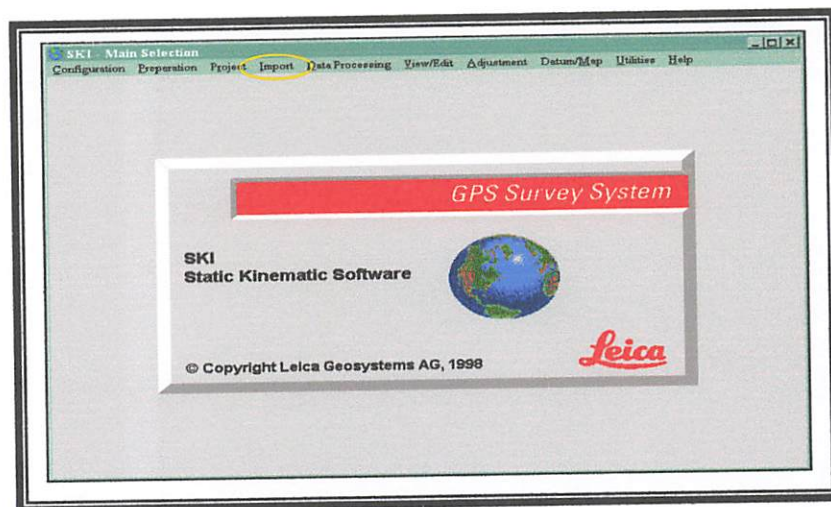 SKI - Main Selection
Configuration Preparation Project Import Data Processing View/Edit Adjustment Datum/Map Utilities Help
GPS Survey System
SKI
Static Kinematic Software
Leica
© Copyright Leica Geosystems AG, 1998